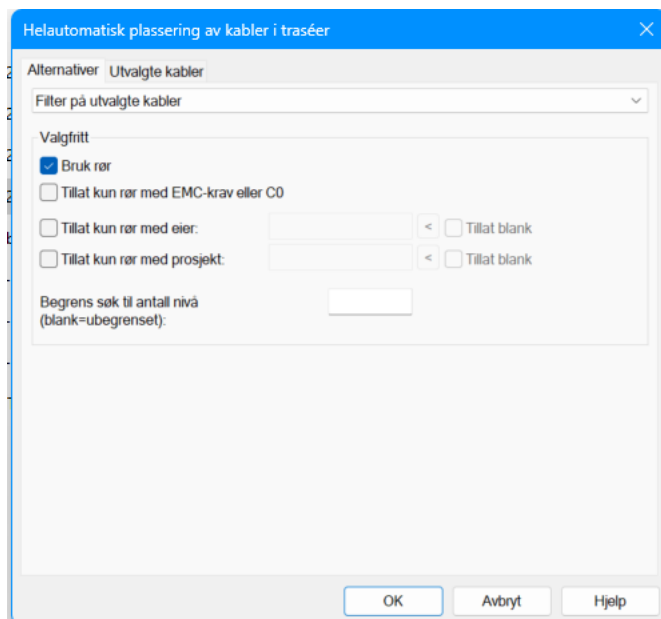 Helautomatisk plassering av kabler i traséer
Alternativer Utvalgte kabler
Filter på utvalgte kabler
Valgfritt
Bruk rør
Tillat kun rør med EMC-krav eller C0
Tillat kun rør med eier: < Tillat blank
Tillat kun rør med prosjekt: < Tillat blank
Begrens søk til antall nivå
(blank=ubegrenset):
OK Avbryt Hjelp